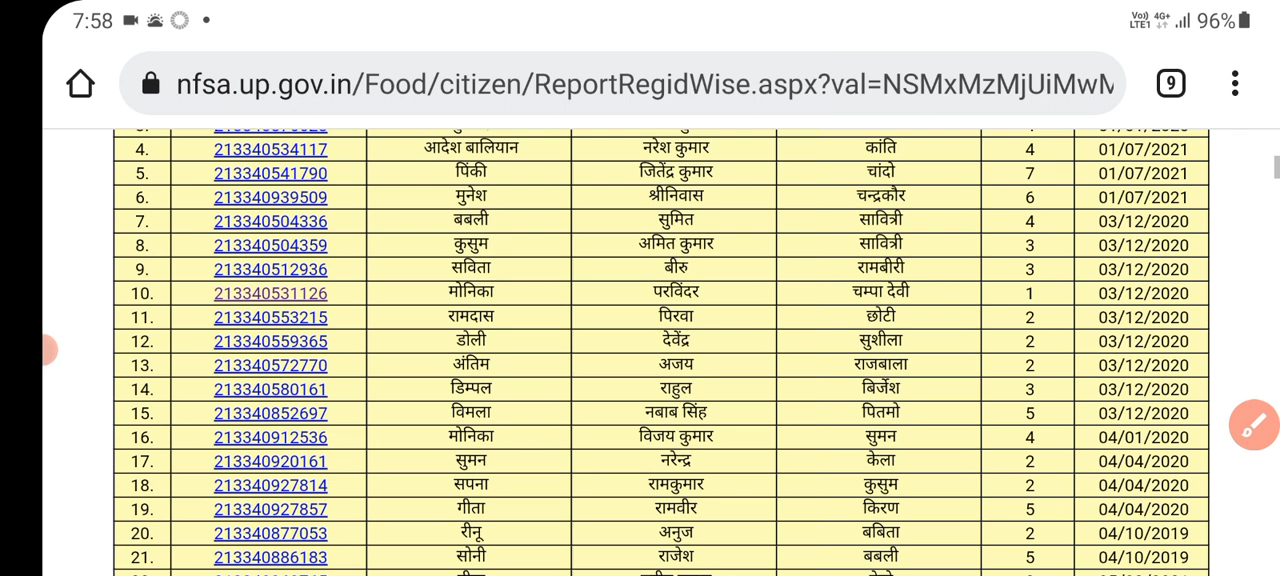 7:58 Vo) LTE1 4G+ 96%
nfsa.up.gov.in/Food/citizen/ReportRegidWise.aspx?val=NSMxMzMjUiMwM 9
4. 213340534117 आदेश बालियान नरेश कुमार कांति 4 01/07/2021
5. 213340541790 पिंकी जितेंद्र कुमार चांदो 7 01/07/2021
6. 213340939509 मुनेश श्रीनिवास चन्द्रकौर 6 01/07/2021
7. 213340504336 बबली सुमित सावित्री 4 03/12/2020
8. 213340504359 कुसुम अमित कुमार सावित्री 3 03/12/2020
9. 213340512936 सविता बीरु रामबीरी 3 03/12/2020
10. 213340531126 मोनिका परविंदर चम्पा देवी 1 03/12/2020
11. 213340553215 रामदास पिरवा छोटी 2 03/12/2020
12. 213340559365 डोली देवेंद्र सुशीला 2 03/12/2020
13. 213340572770 अंतिम अजय राजबाला 2 03/12/2020
14. 213340580161 डिम्पल राहुल बिर्जेश 3 03/12/2020
15. 213340852697 विमला नबाब सिंह पितमो 5 03/12/2020
16. 213340912536 मोनिका विजय कुमार सुमन 4 04/01/2020
17. 213340920161 सुमन नरेन्द्र केला 2 04/04/2020
18. 213340927814 सपना रामकुमार कुसुम 2 04/04/2020
19. 213340927857 गीता रामवीर किरण 5 04/04/2020
20. 213340877053 रीनू अनुज बबिता 2 04/10/2019
21. 213340886183 सोनी राजेश बबली 5 04/10/2019